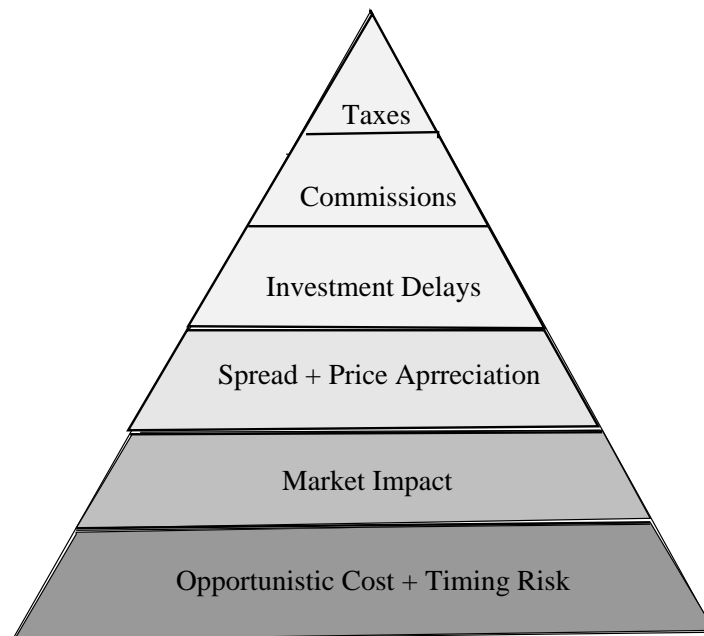 Taxes
Commissions
Investment Delays
Spread + Price Aprreciation
Market Impact
Opportunistic Cost + Timing Risk